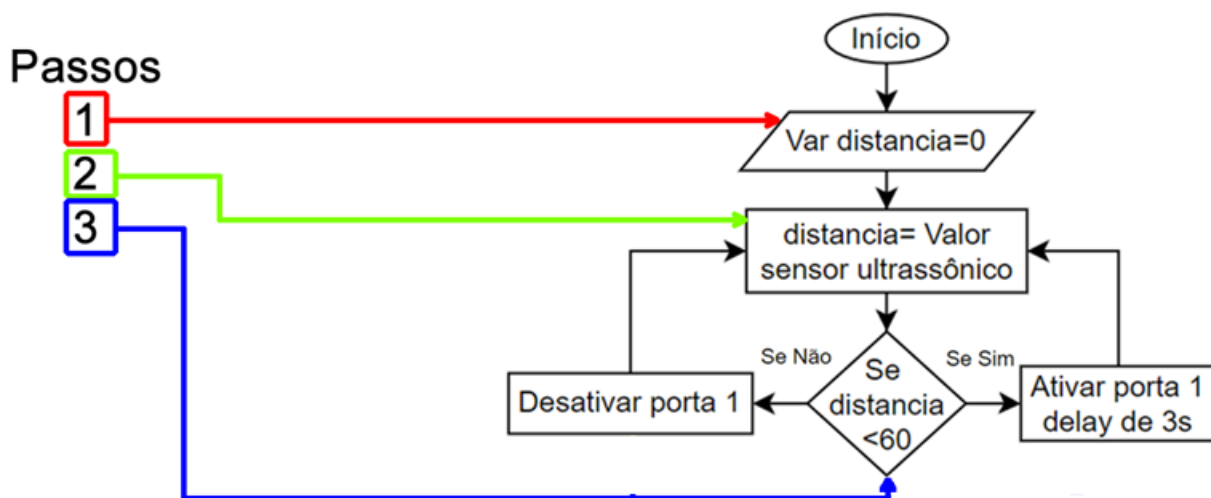 Passos
1
2
3
Início
Var distancia=0
distancia= Valor
sensor ultrassônico
Se Não
Se Sim
Desativar porta 1
Se
distancia
<60
Ativar porta 1
delay de 3s